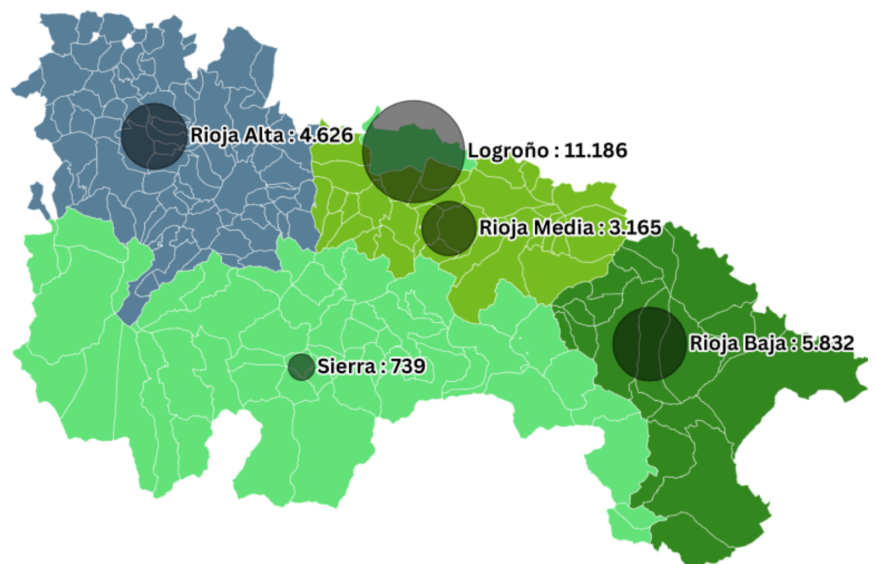 Rioja Alta : 4.626
Logroño : 11.186
Rioja Media : 3.165
Rioja Baja : 5.832
Sierra : 739